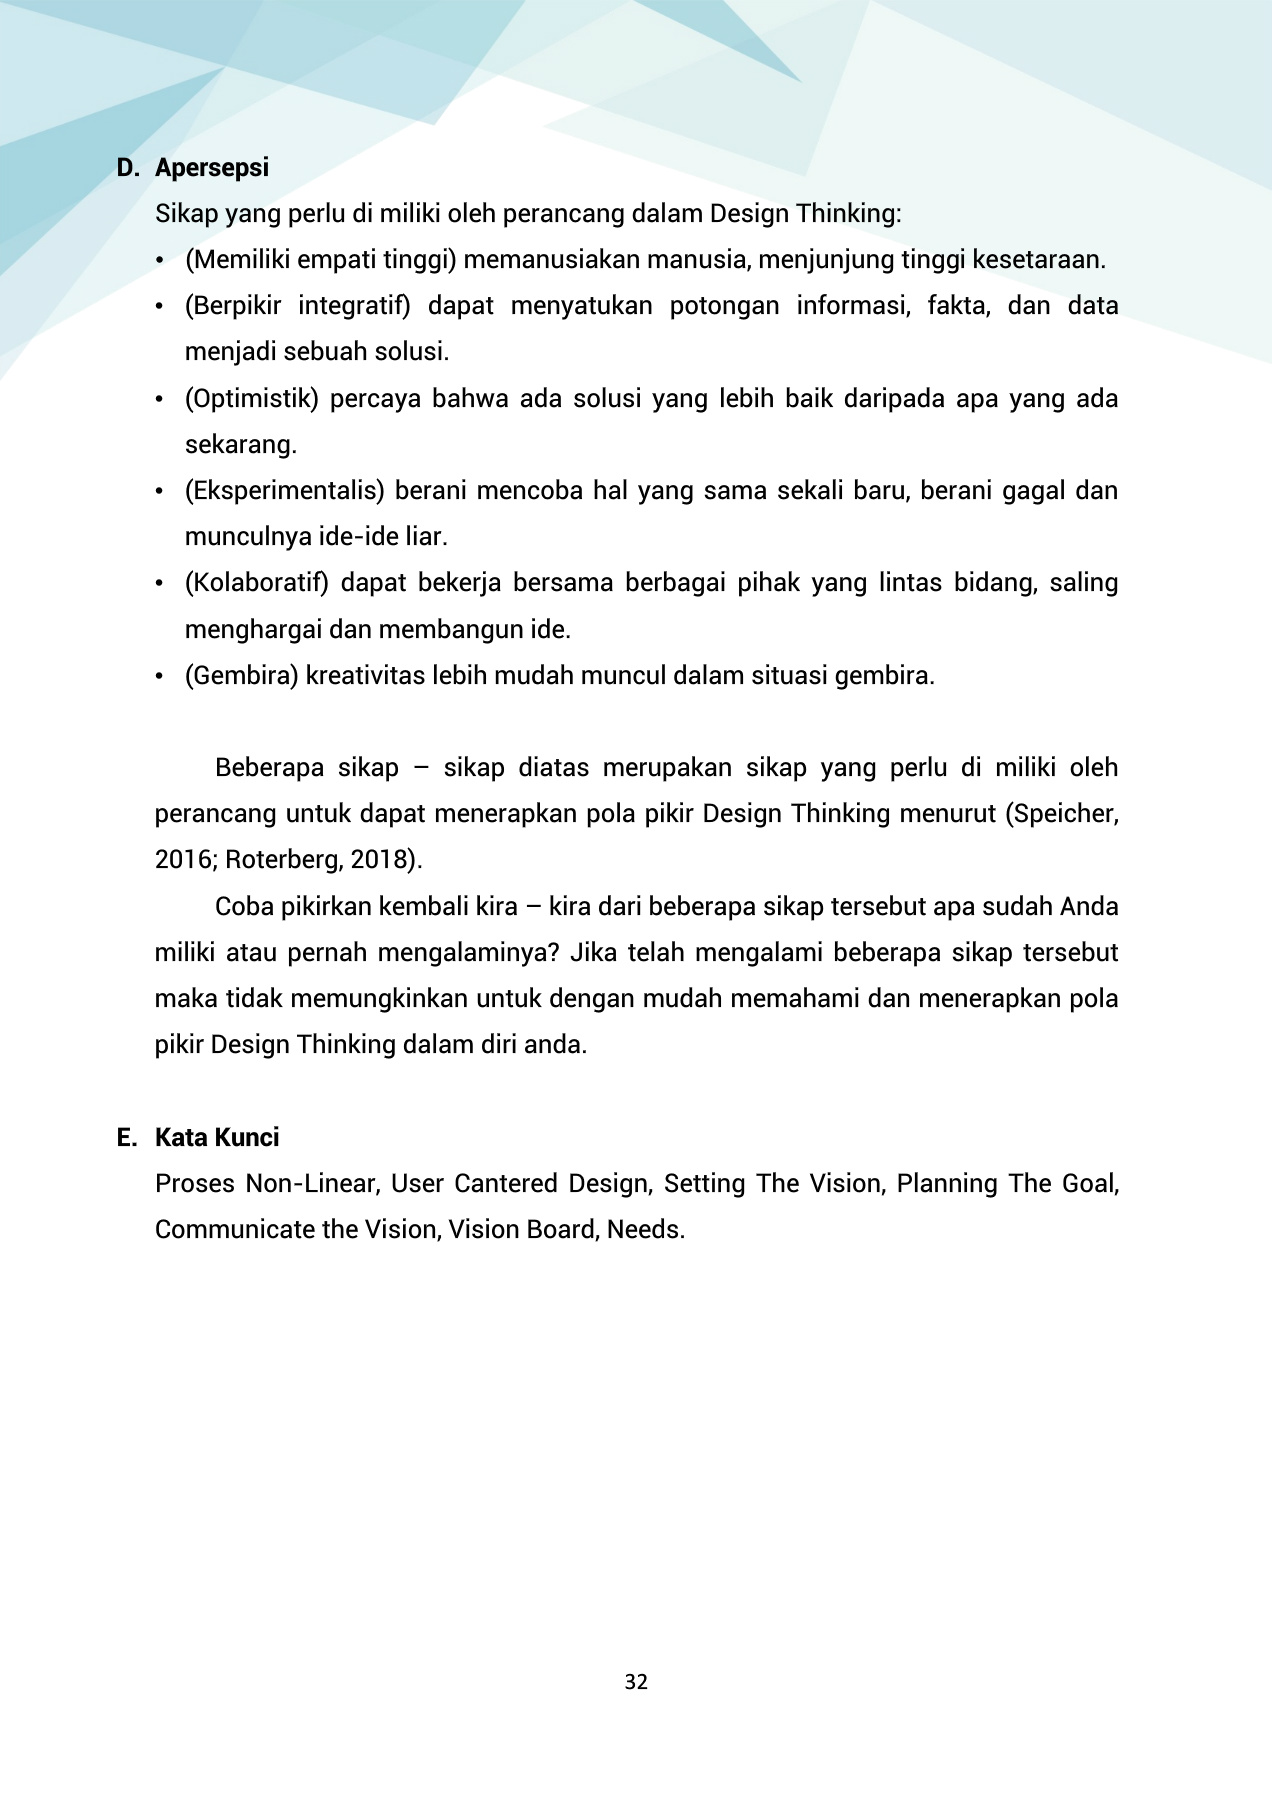 D. Apersepsi
Sikap yang perlu di miliki oleh perancang dalam Design Thinking:
• (Memiliki empati tinggi) memanusiakan manusia, menjunjung tinggi kesetaraan.
• (Berpikir integratif) dapat menyatukan potongan informasi, fakta, dan data
menjadi sebuah solusi.
• (Optimistik) percaya bahwa ada solusi yang lebih baik daripada apa yang ada
sekarang.
• (Eksperimentalis) berani mencoba hal yang sama sekali baru, berani gagal dan
munculnya ide-ide liar.
• (Kolaboratif) dapat bekerja bersama berbagai pihak yang lintas bidang, saling
menghargai dan membangun ide.
• (Gembira) kreativitas lebih mudah muncul dalam situasi gembira.
Beberapa sikap – sikap diatas merupakan sikap yang perlu di miliki oleh
perancang untuk dapat menerapkan pola pikir Design Thinking menurut (Speicher,
2016; Roterberg, 2018).
Coba pikirkan kembali kira – kira dari beberapa sikap tersebut apa sudah Anda
miliki atau pernah mengalaminya? Jika telah mengalami beberapa sikap tersebut
maka tidak memungkinkan untuk dengan mudah memahami dan menerapkan pola
pikir Design Thinking dalam diri anda.
E. Kata Kunci
Proses Non-Linear, User Cantered Design, Setting The Vision, Planning The Goal,
Communicate the Vision, Vision Board, Needs.
32